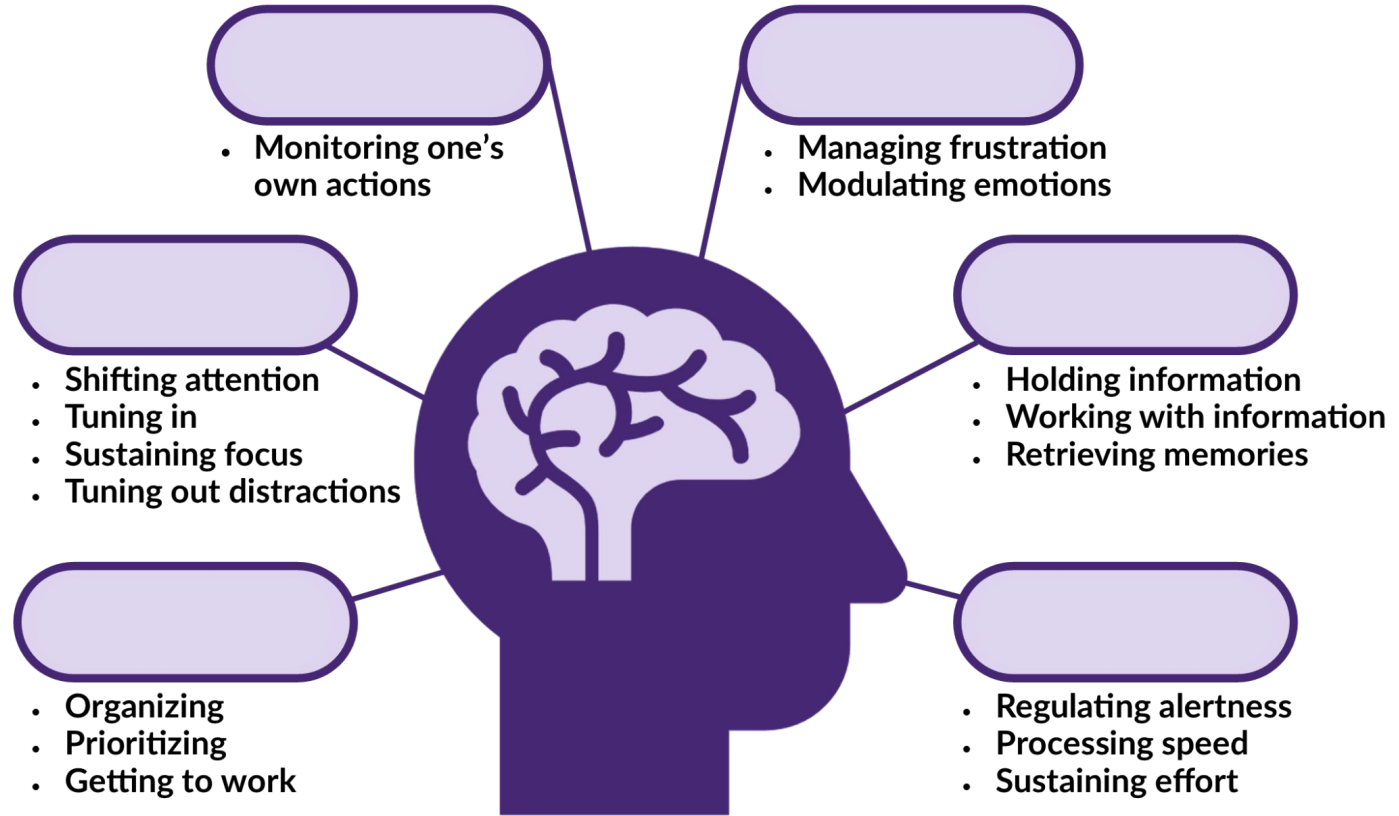 • Monitoring one’s
own actions
• Managing frustration
• Modulating emotions
• Shifting attention
• Tuning in
• Sustaining focus
• Tuning out distractions
• Holding information
• Working with information
• Retrieving memories
• Organizing
• Prioritizing
• Getting to work
• Regulating alertness
• Processing speed
• Sustaining effort